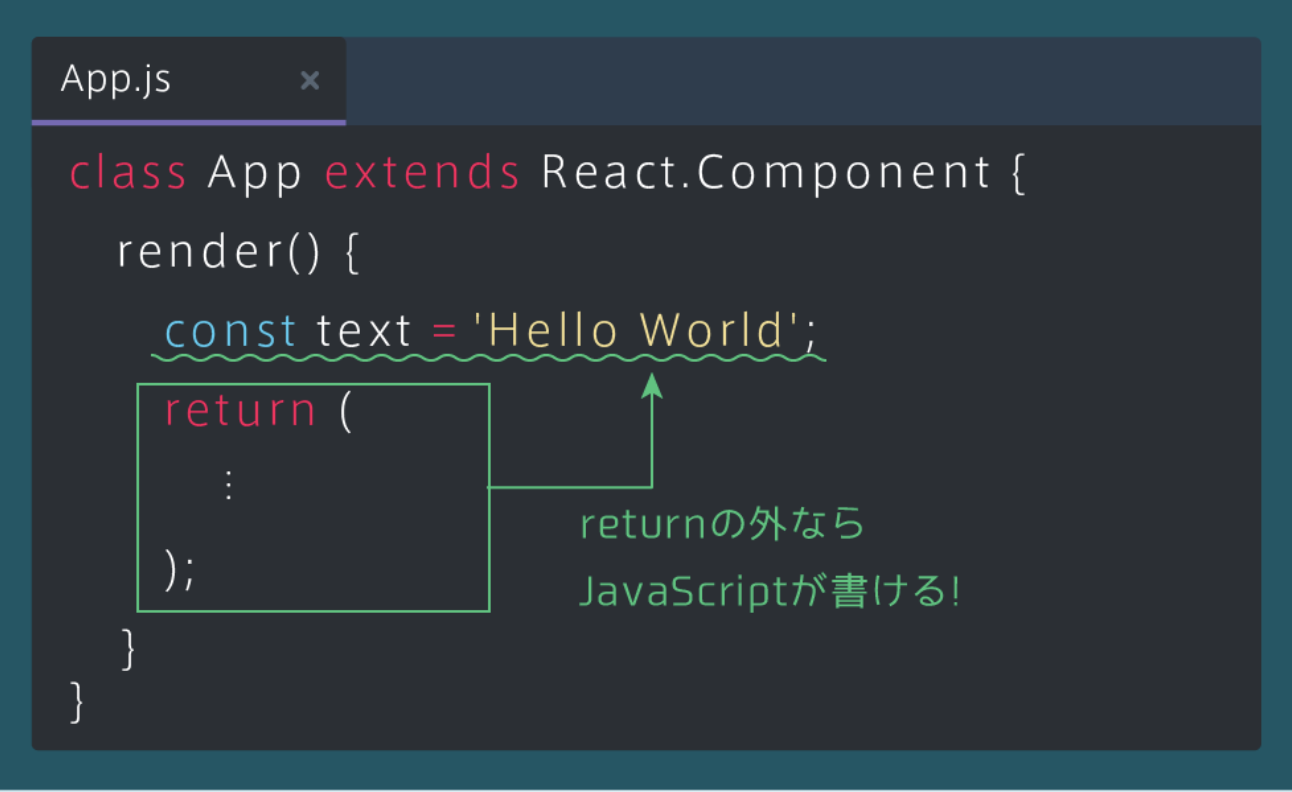 App.js ×
class App extends React.Component {
render() {
const text = 'Hello World';
return (
⋮
returnの外なら
JavaScriptが書ける!
);
}
}